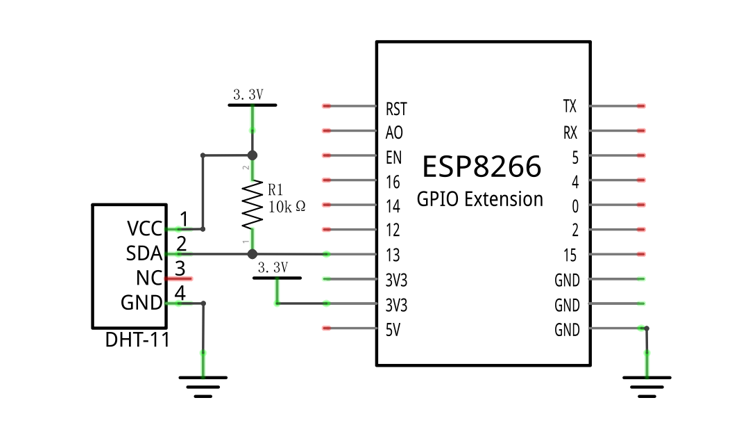 3.3V
2
R1
10kΩ
1
3.3V
VCC 1
SDA 2
NC 3
GND 4
DHT-11
ESP8266
GPIO Extension
RST
AO
EN
16
14
12
13
3V3
3V3
5V
TX
RX
5
4
0
2
15
GND
GND
GND